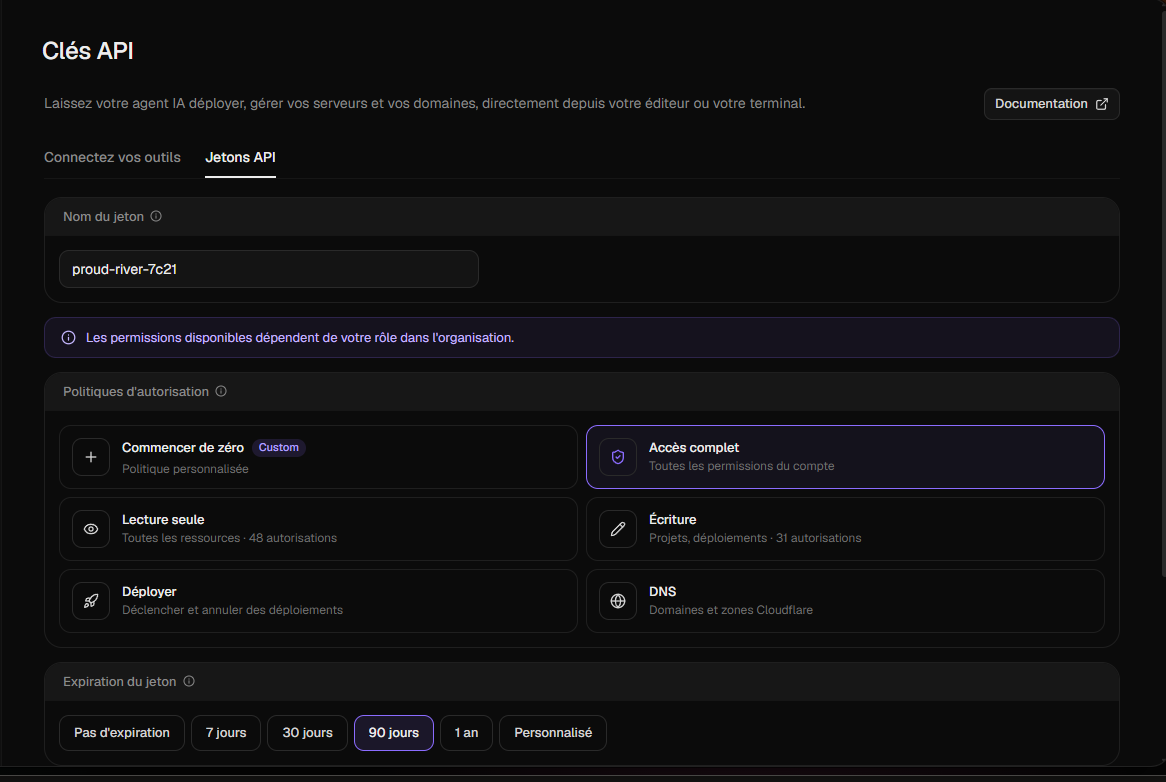 Clés API
Laissez votre agent IA déployer, gérer vos serveurs et vos domaines, directement depuis votre éditeur ou votre terminal.
Documentation
Connectez vos outils
Jetons API
Nom du jeton
proud-river-7c21
Les permissions disponibles dépendent de votre rôle dans l'organisation.
Politiques d'autorisation
Commencer de zéro Custom
Politique personnalisée
Accès complet
Toutes les permissions du compte
Lecture seule
Toutes les ressources · 48 autorisations
Écriture
Projets, déploiements · 31 autorisations
Déployer
Déclencher et annuler des déploiements
DNS
Domaines et zones Cloudflare
Expiration du jeton
Pas d'expiration
7 jours
30 jours
90 jours
1 an
Personnalisé